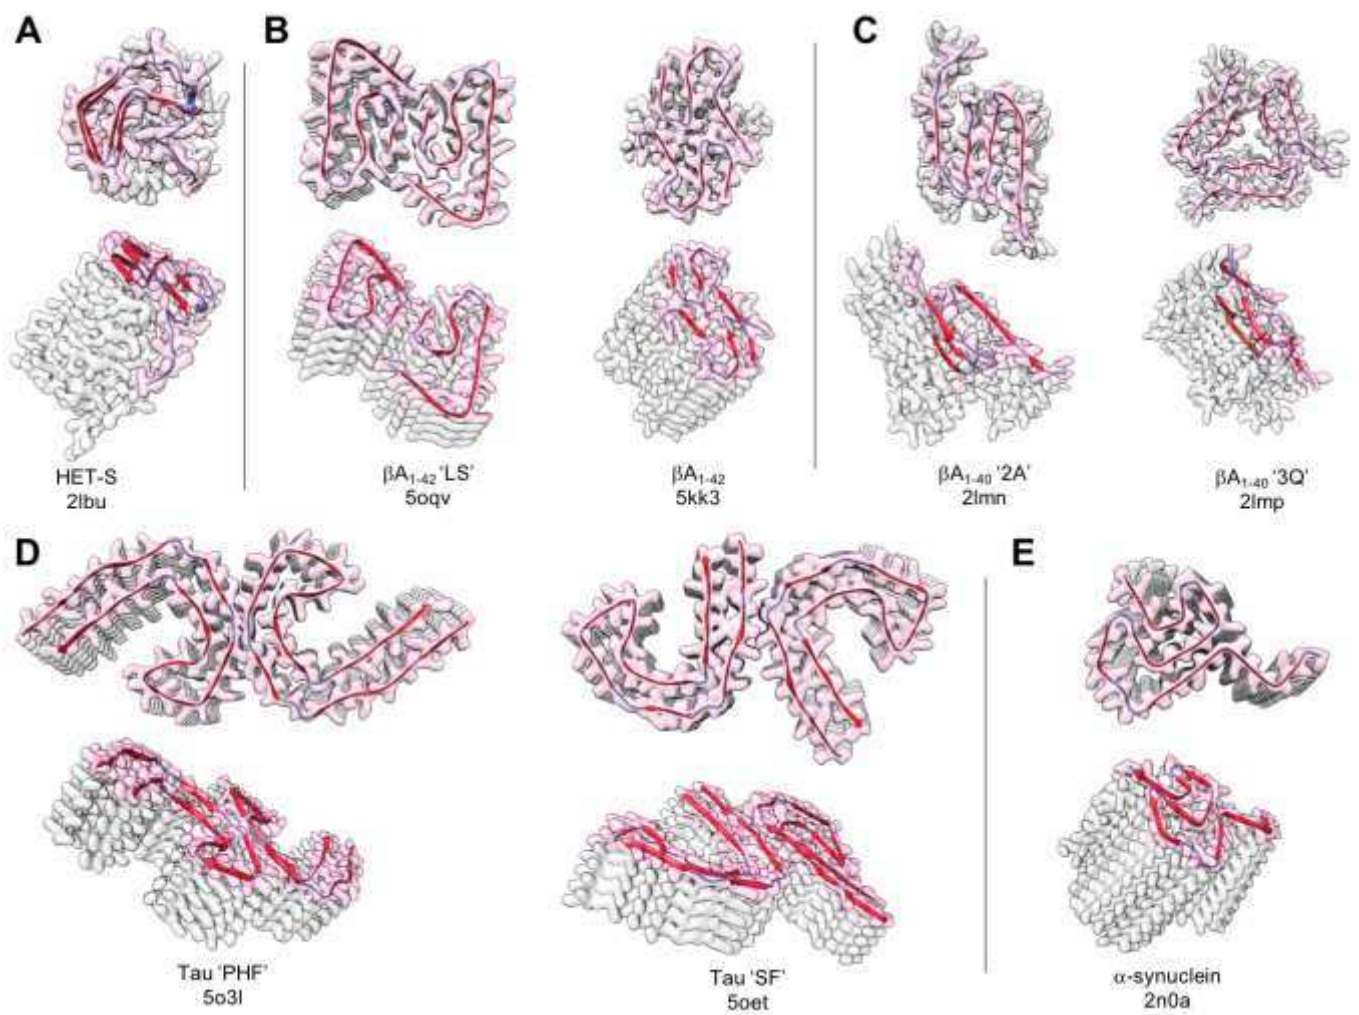 A
B
C
HET-S
2lbu
βA1-42 'LS'
5oqv
βA1-42
5kk3
βA1-40 '2A'
2lmn
βA1-40 '3Q'
2lmp
D
E
Tau 'PHF'
5o3l
Tau 'SF'
5oet
α-synuclein
2n0a